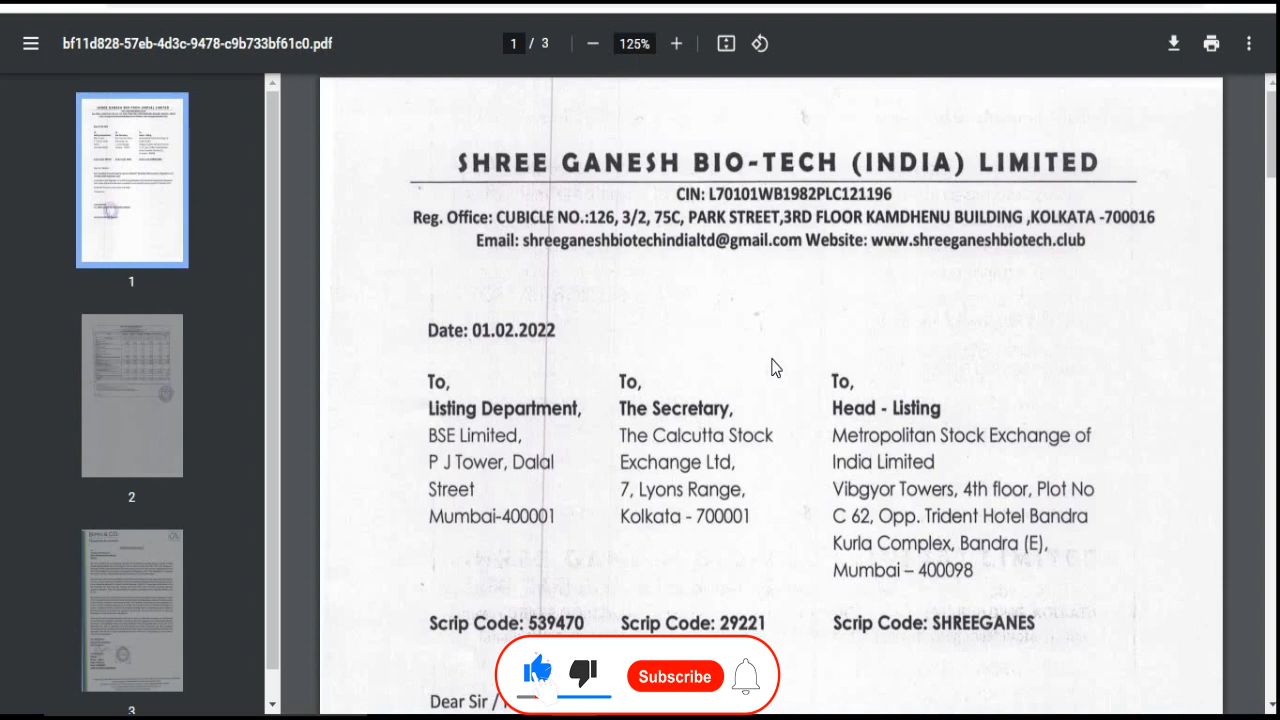 bf11d828-57eb-4d3c-9478-c9b733bf61c0.pdf
1 / 3
125%
SHREE GANESH BIO-TECH (INDIA) LIMITED
CIN: L70101WB1982PLC121196
Reg. Office: CUBICLE NO.:126, 3/2, 75C, PARK STREET,3RD FLOOR KAMDHENU BUILDING ,KOLKATA -700016
Email: shreeganeshbiotechindialtd@gmail.com Website: www.shreeganeshbiotech.club
Date: 01.02.2022
To,
Listing Department,
BSE Limited,
P J Tower, Dalal
Street
Mumbai-400001
Scrip Code: 539470
To,
The Secretary,
The Calcutta Stock
Exchange Ltd,
7, Lyons Range,
Kolkata - 700001
Scrip Code: 29221
To,
Head - Listing
Metropolitan Stock Exchange of
India Limited
Vibgyor Towers, 4th floor, Plot No
C 62, Opp. Trident Hotel Bandra
Kurla Complex, Bandra (E),
Mumbai – 400098
Scrip Code: SHREEGANES
Dear Sir /
Subscribe
1
2
3